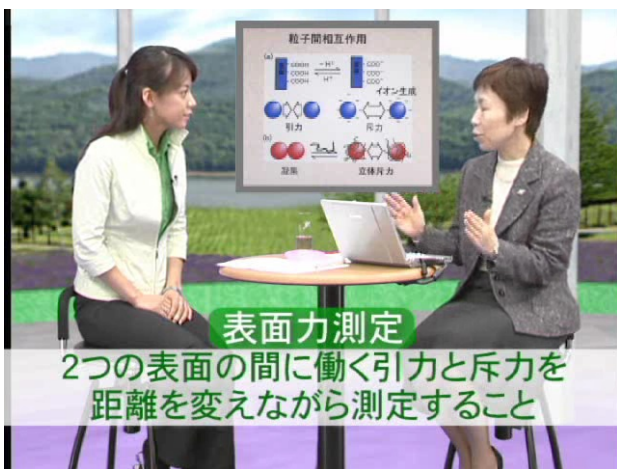 粒子間相互作用
(a)
COOH
COOH
COOH
－H⁺
H⁺
COO⁻
COO⁻
COO⁻
イオン生成
引力
斥力
(b)
凝集
立体斥力
表面力測定
2つの表面の間に働く引力と斥力を
距離を変えながら測定すること